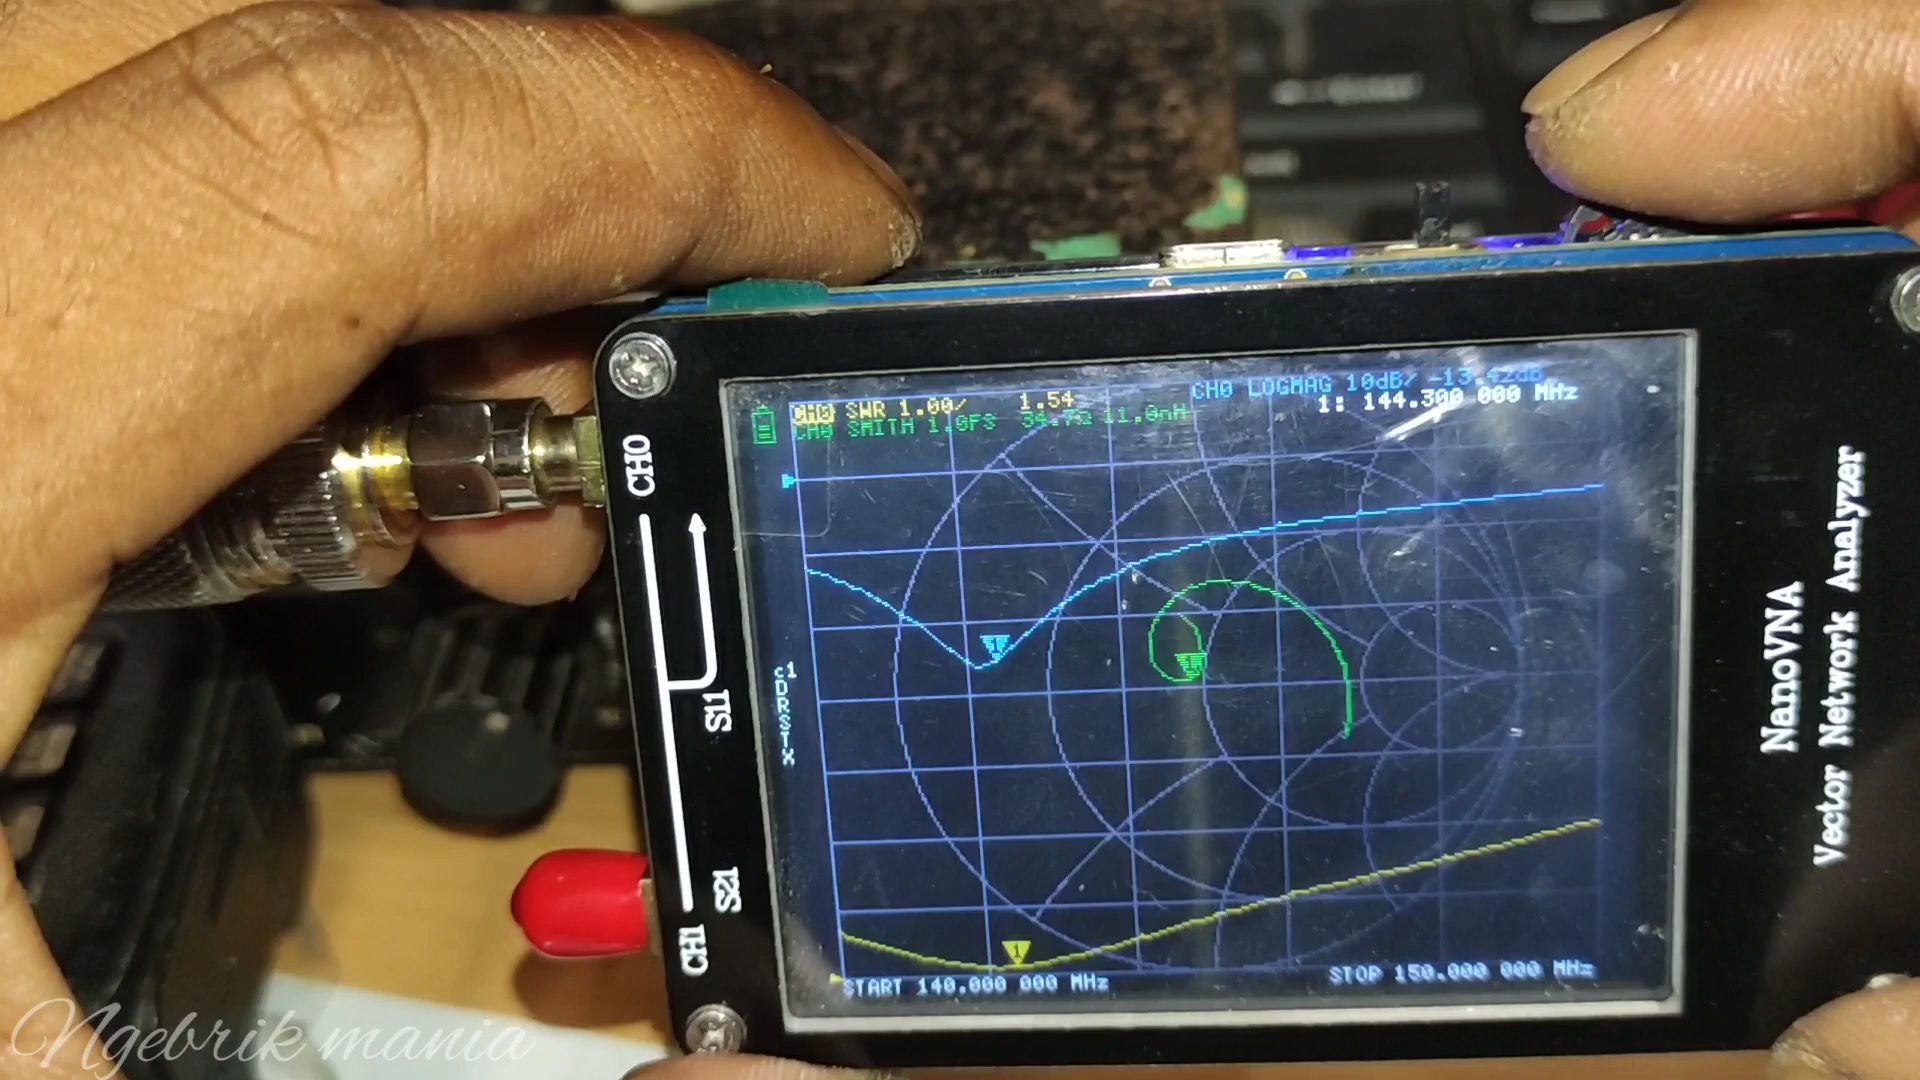 CH0 SWR 1.00/ 1.54
CH0 LOGMAG 10dB/ -13.42dB
CH0 SMITH 1.0FS 34.7Ω 11.0nH
1: 144.300 000 MHz
CH0
S11
S21
CH1
c1
D
R
S
T
X
1
START 140.000 000 MHz
STOP 150.000 000 MHz
NanoVNA
Vector Network Analyzer
Ngebrik mania